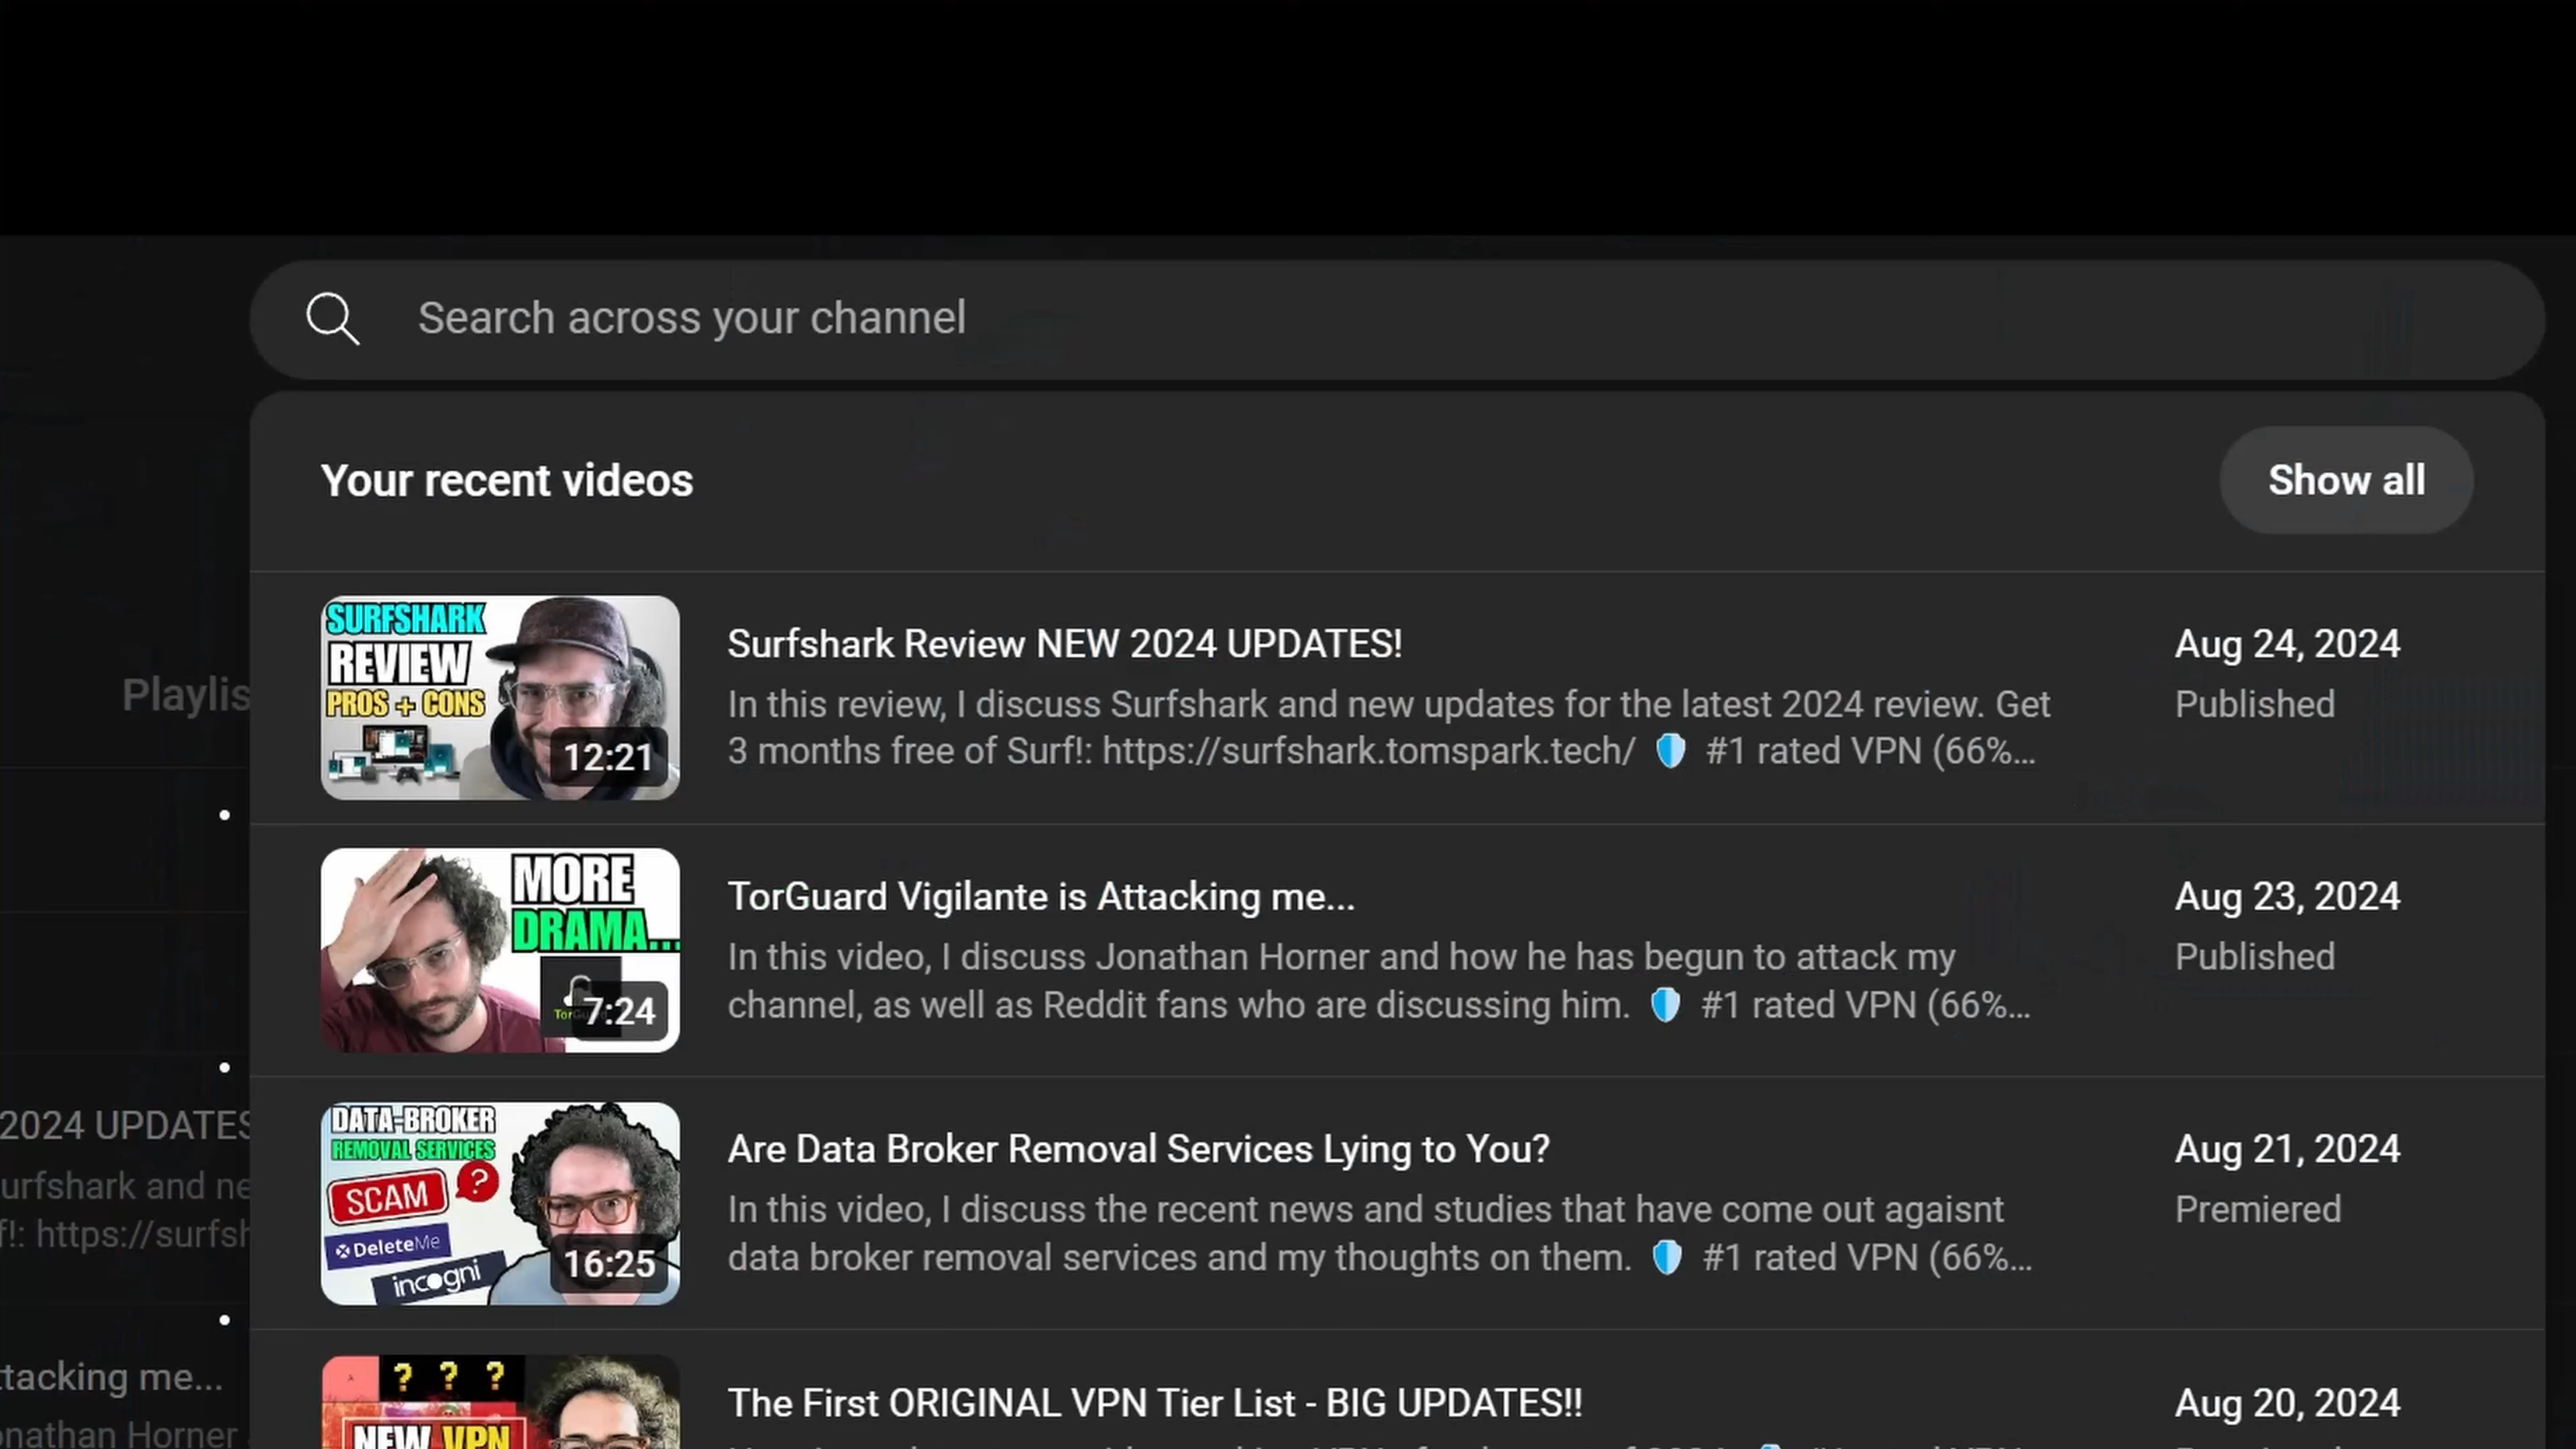 Search across your channel
Your recent videos
Show all
SURFSHARK
REVIEW
PROS + CONS
12:21
Surfshark Review NEW 2024 UPDATES!
In this review, I discuss Surfshark and new updates for the latest 2024 review. Get
3 months free of Surf!: https://surfshark.tomspark.tech/ 🛡️ #1 rated VPN (66%...
Aug 24, 2024
Published
Playlis
MORE
DRAMA...
7:24
TorGuard Vigilante is Attacking me...
In this video, I discuss Jonathan Horner and how he has begun to attack my
channel, as well as Reddit fans who are discussing him. 🛡️ #1 rated VPN (66%...
Aug 23, 2024
Published
2024 UPDATES
urfshark and ne
f!: https://surfsh
DATA-BROKER
REMOVAL SERVICES
SCAM ?
DeleteMe
incogni
16:25
Are Data Broker Removal Services Lying to You?
In this video, I discuss the recent news and studies that have come out agaisnt
data broker removal services and my thoughts on them. 🛡️ #1 rated VPN (66%...
Aug 21, 2024
Premiered
ttacking me...
onathan Horner
? ? ?
NEW VPN
The First ORIGINAL VPN Tier List - BIG UPDATES!!
Aug 20, 2024